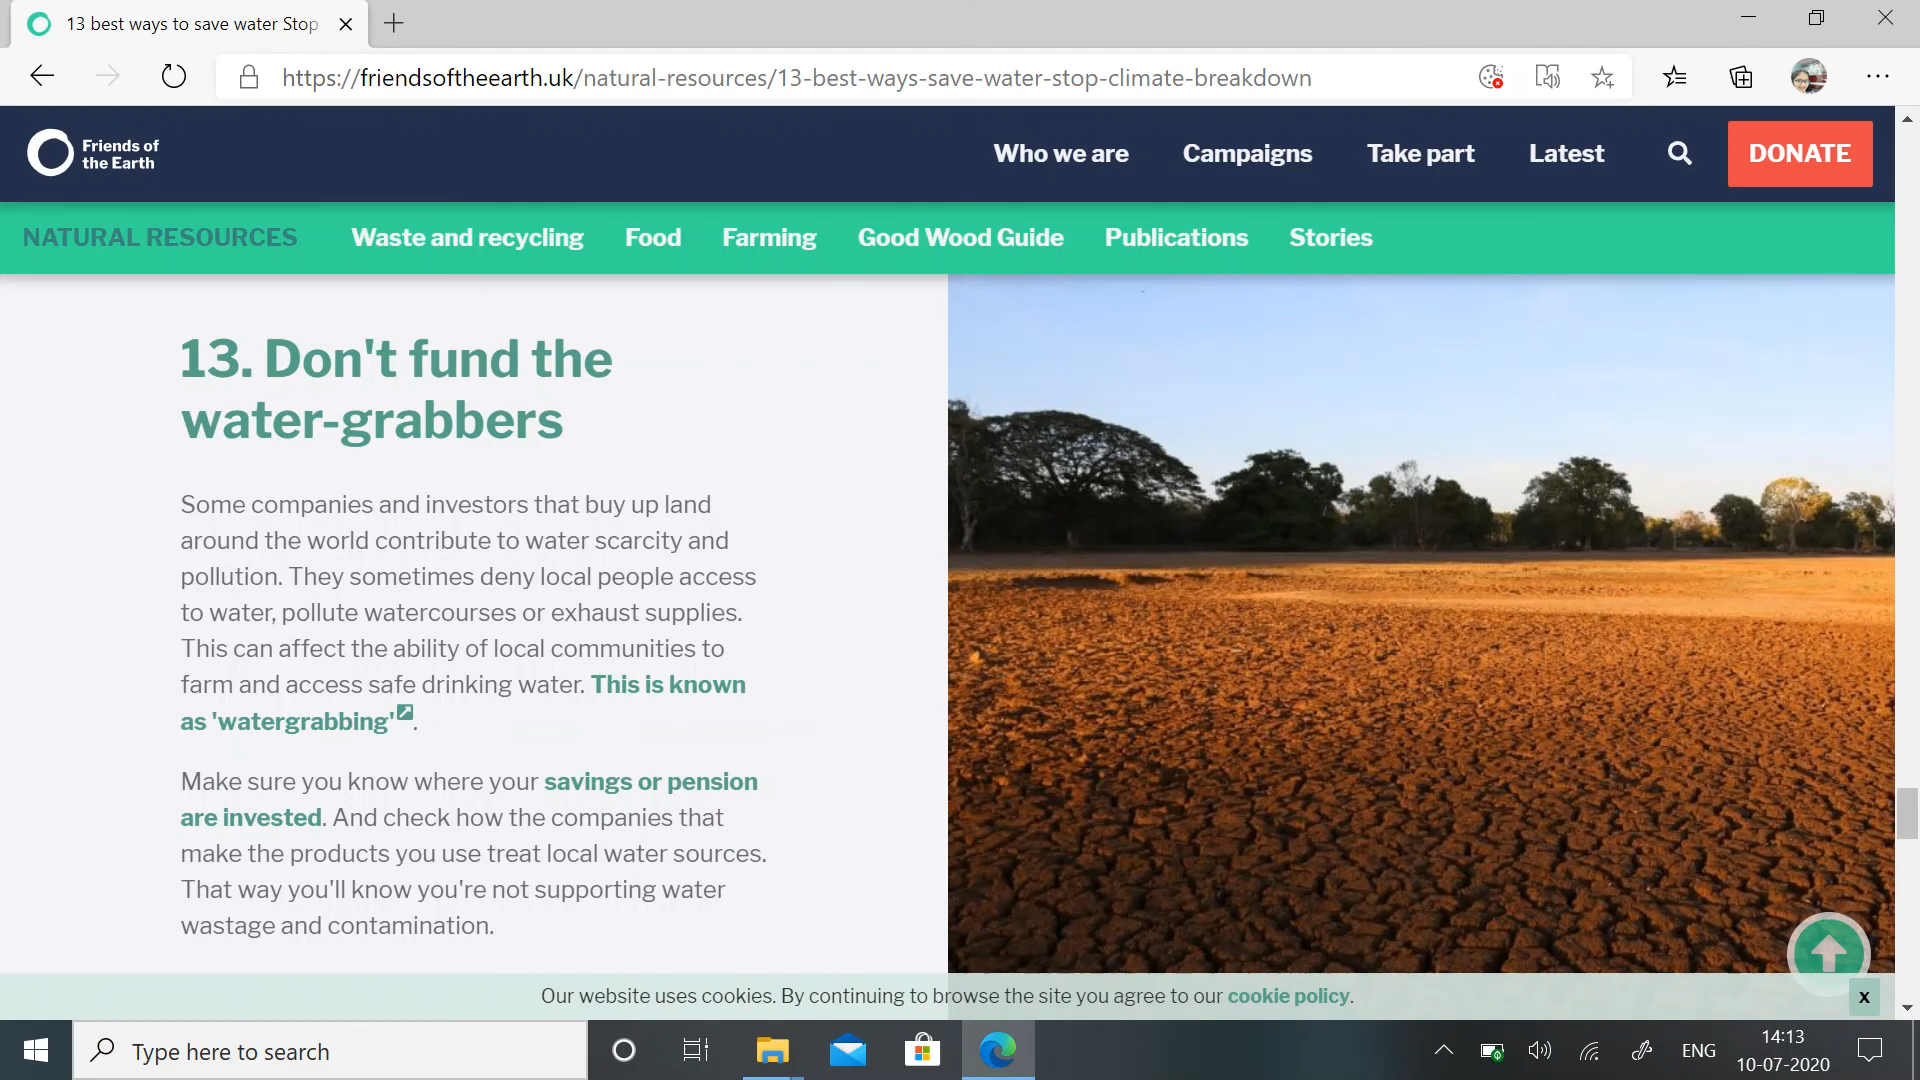 13 best ways to save water Stop
https://friendsoftheearth.uk/natural-resources/13-best-ways-save-water-stop-climate-breakdown
Friends of
the Earth
Who we are Campaigns Take part Latest DONATE
NATURAL RESOURCES Waste and recycling Food Farming Good Wood Guide Publications Stories
13. Don't fund the
water-grabbers
Some companies and investors that buy up land
around the world contribute to water scarcity and
pollution. They sometimes deny local people access
to water, pollute watercourses or exhaust supplies.
This can affect the ability of local communities to
farm and access safe drinking water. This is known
as 'watergrabbing'.
Make sure you know where your savings or pension
are invested. And check how the companies that
make the products you use treat local water sources.
That way you'll know you're not supporting water
wastage and contamination.
Our website uses cookies. By continuing to browse the site you agree to our cookie policy.
x
Type here to search
ENG
14:13
10-07-2020